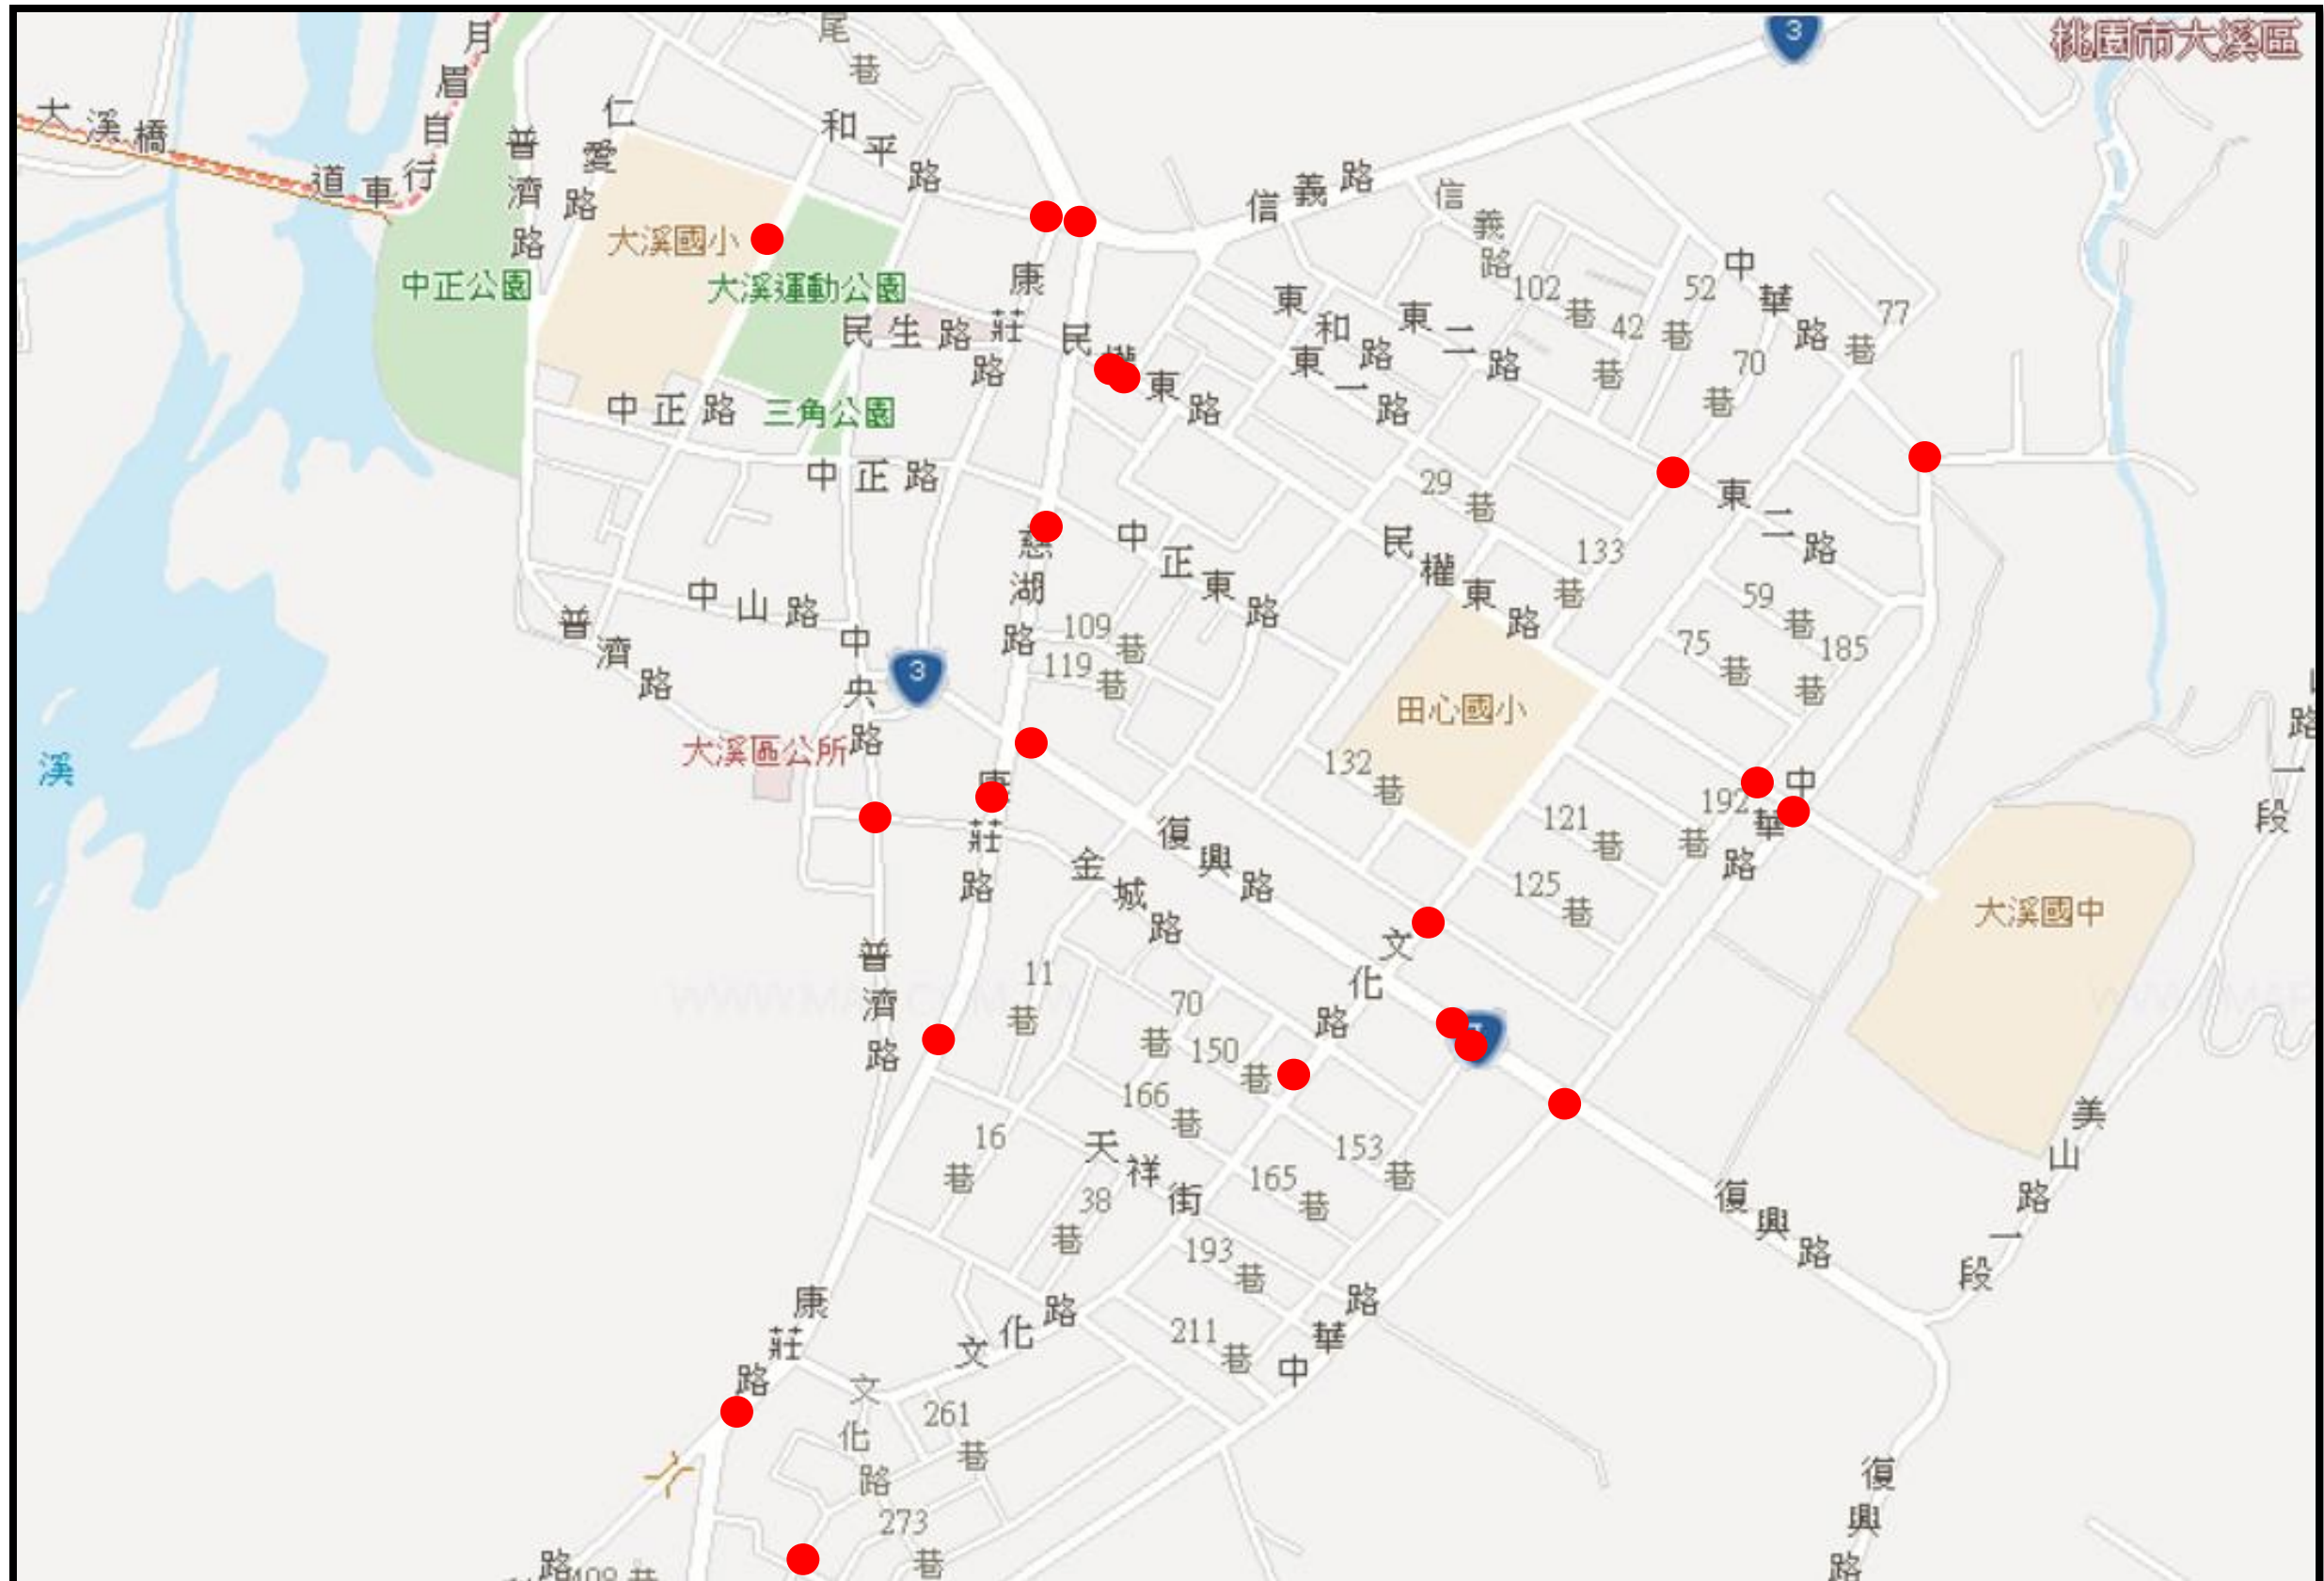 桃園市大溪區
3
月眉自行車道
尾
巷
大溪橋
仁愛路
普濟路
和平路
信義路
信義路
大溪國小
中正公園
大溪運動公園
康莊路
民生路
民權東路
東和路
東一路
東二路
102巷
42巷
52巷
70巷
中華路
77巷
中正路
三角公園
中正路
29巷
133巷
東二路
慈湖路
中正東路
民權東路
中山路
普濟路
中央路
3
109巷
119巷
59巷
75巷
185巷
田心國小
大溪區公所
溪
132巷
192巷
中華路
路一段
康莊路
復興路
金城路
121巷
125巷
大溪國中
文化路
普濟路
11巷
70巷
150巷
166巷
16巷
天祥街
38巷
153巷
165巷
193巷
211巷
美山路一段
復興路
康莊路
文化路
中華路
文化路
261巷
273巷
復興路
路
巷